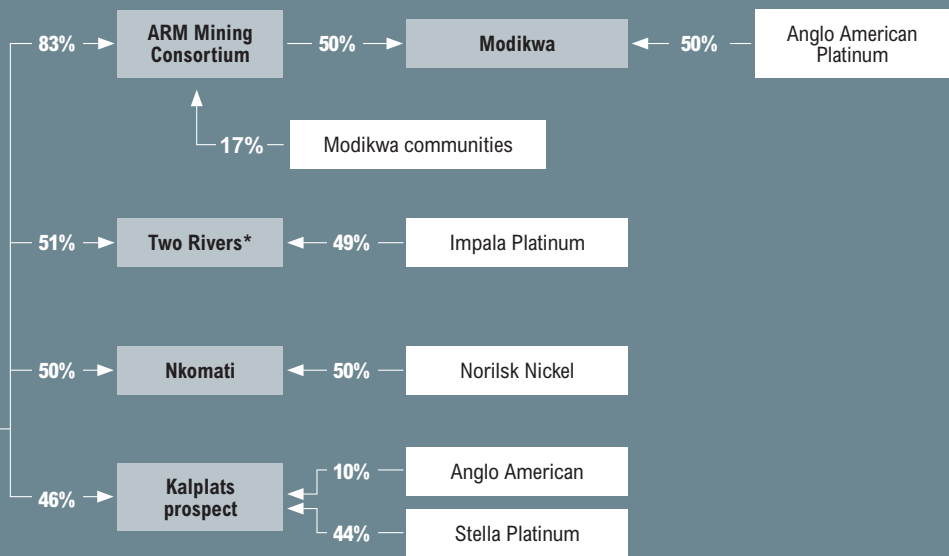 83%
ARM Mining
Consortium
50%
Modikwa
50%
Anglo American
Platinum
17%
Modikwa communities
51%
Two Rivers*
49%
Impala Platinum
50%
Nkomati
50%
Norilsk Nickel
46%
Kalplats
prospect
10%
Anglo American
44%
Stella Platinum